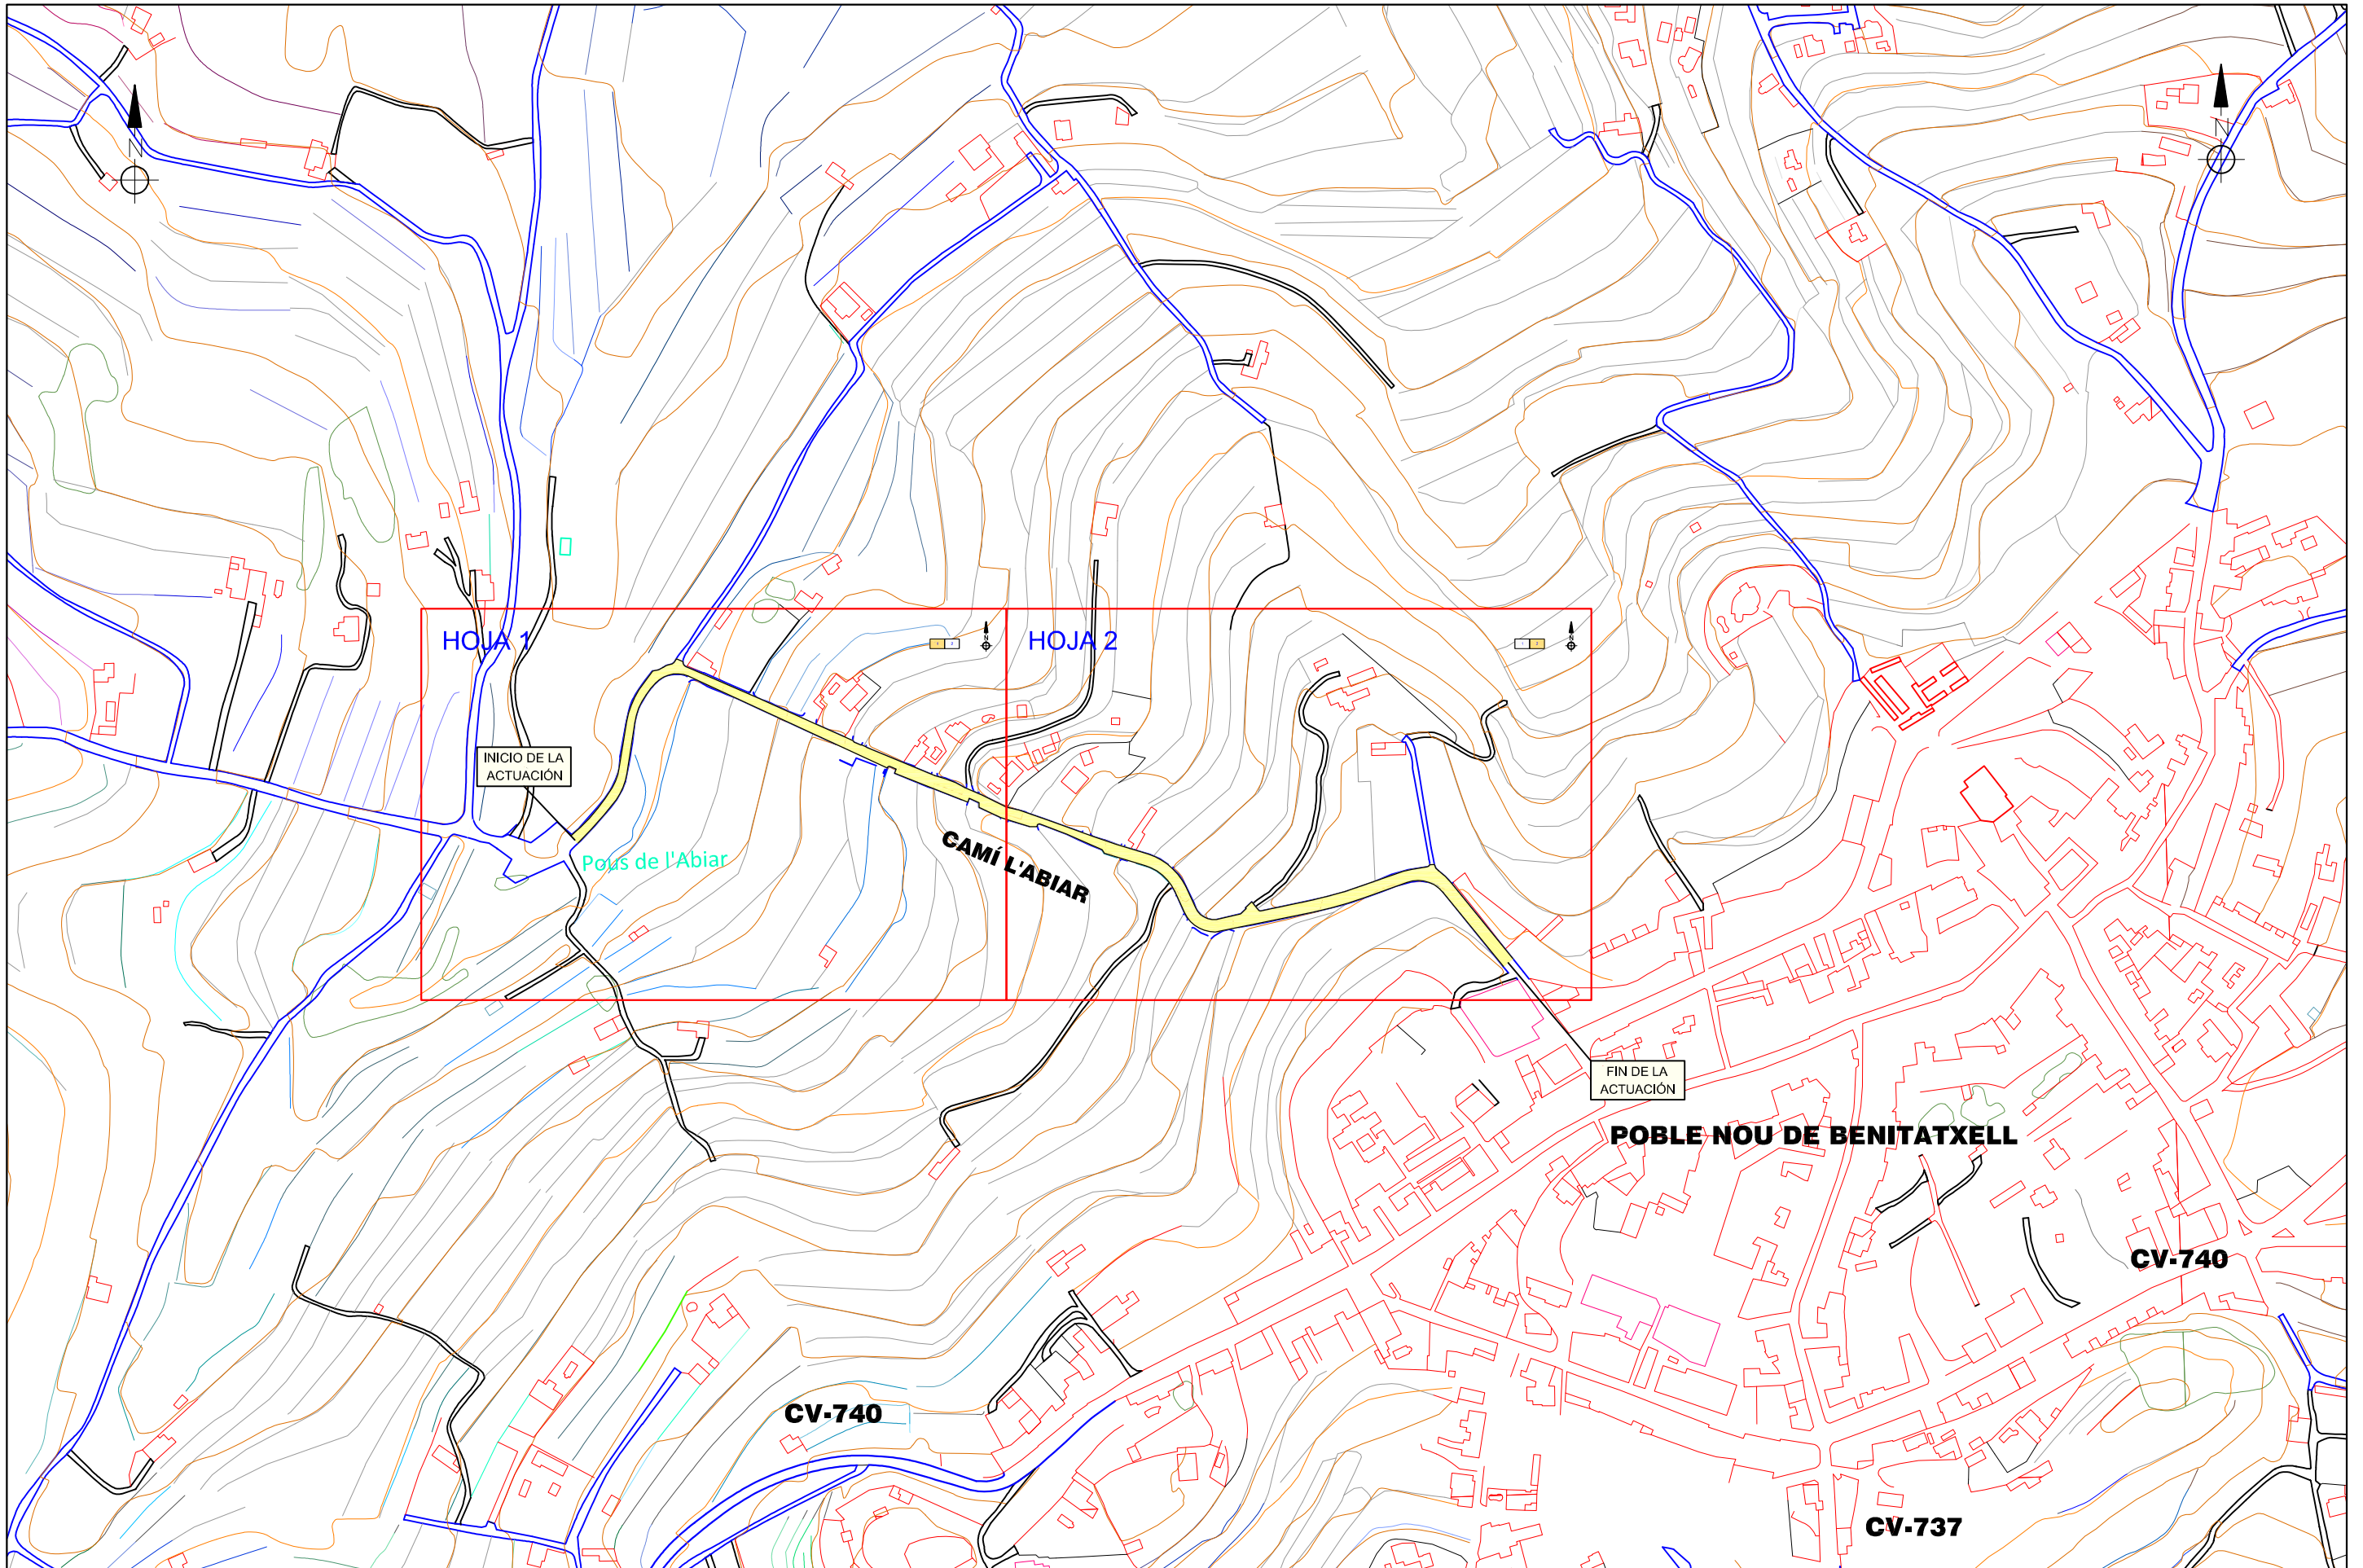 N
N
HOJA 1
N
HOJA 2
N
INICIO DE LA
ACTUACIÓN
Pous de l'Abiar
CAMÍ L'ABIAR
FIN DE LA
ACTUACIÓN
POBLE NOU DE BENITATXELL
CV-740
CV-740
CV-737